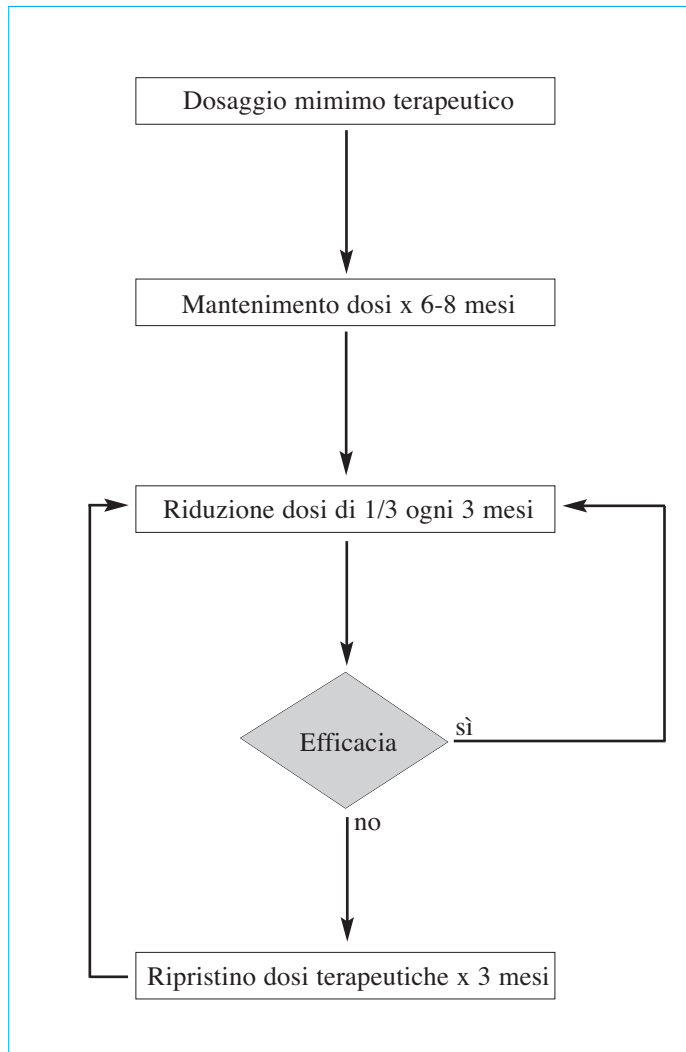 Dosaggio mimimo terapeutico
Mantenimento dosi x 6-8 mesi
Riduzione dosi di 1/3 ogni 3 mesi
Efficacia
sì
no
Ripristino dosi terapeutiche x 3 mesi